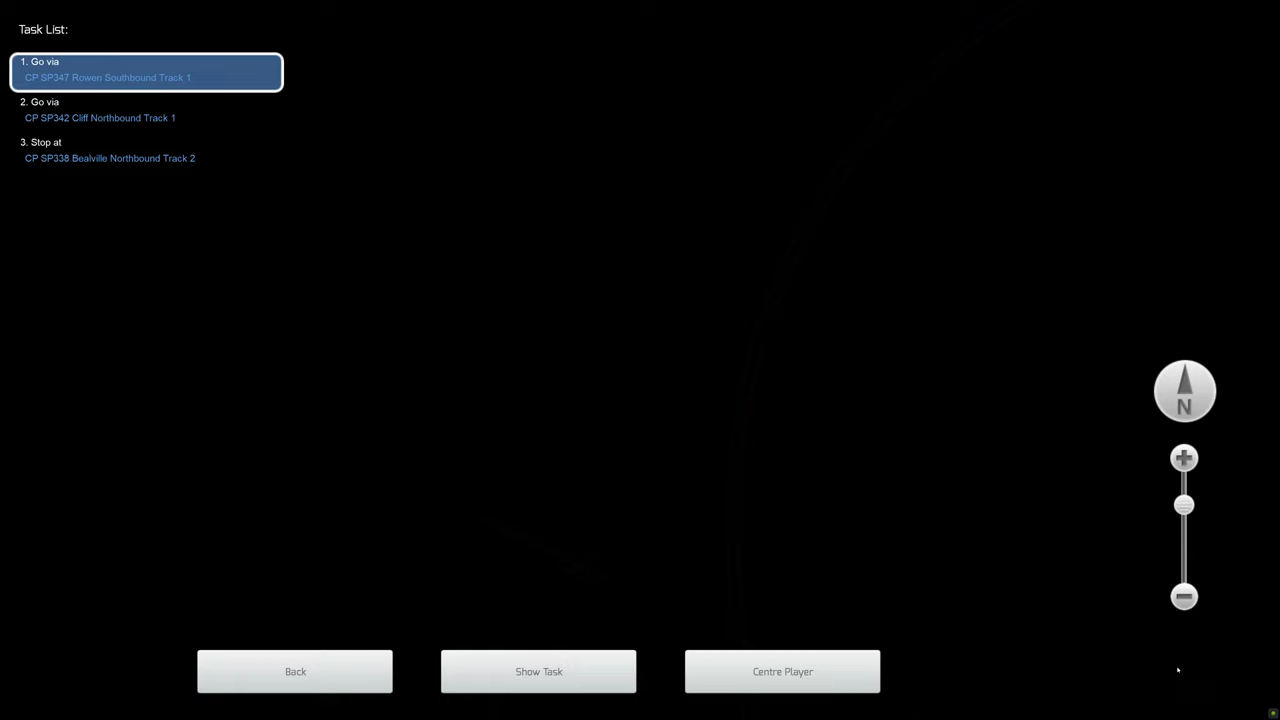 Task List:
1. Go via
CP SP347 Rowen Southbound Track 1
2. Go via
CP SP342 Cliff Northbound Track 1
3. Stop at
CP SP338 Bealville Northbound Track 2
N
Back
Show Task
Centre Player